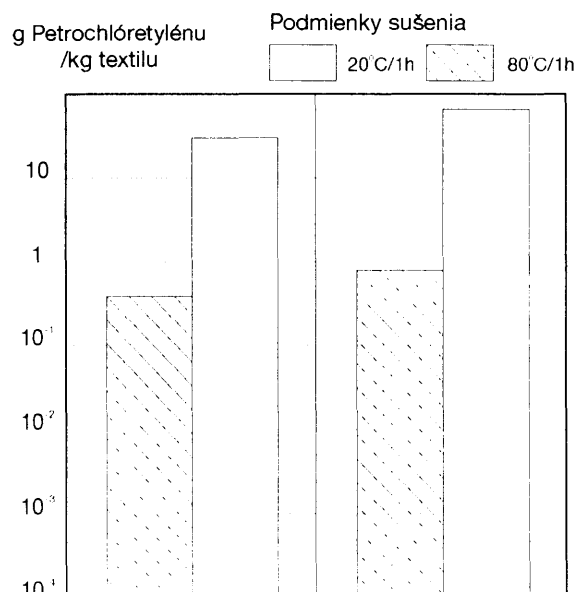 g Petrochlóretylénu
/kg textilu
Podmienky sušenia
20°C/1h
80°C/1h
10
1
10⁻¹
10⁻²
10⁻³